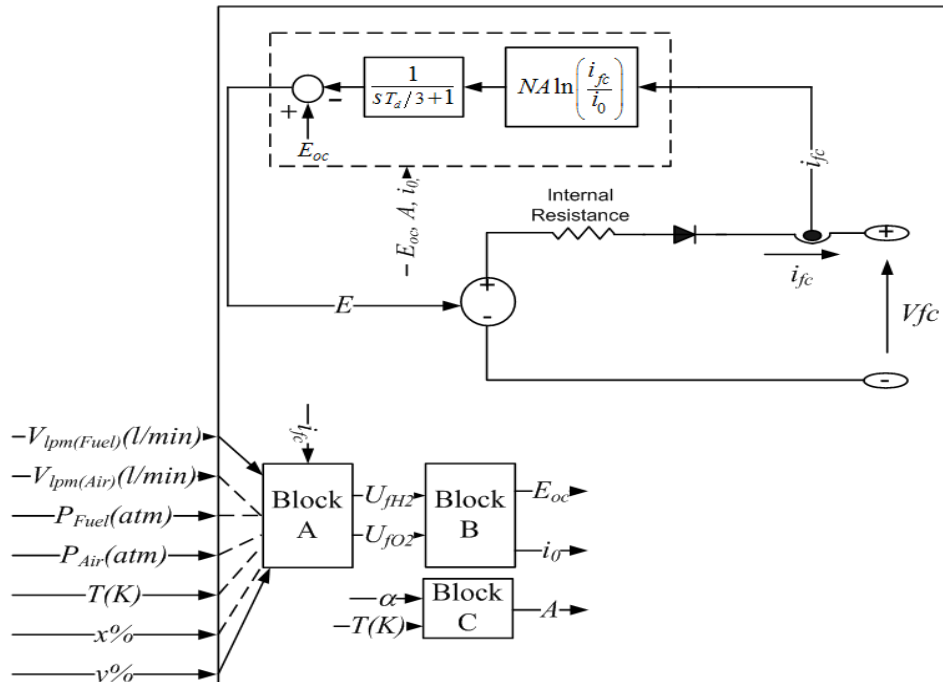 1
sT_d/3+1
NA ln(i_fc/i_0)
+
-
E_oc
– E_oc, A, i_0,
i_fc
Internal
Resistance
+
i_fc
+
-
E
Vfc
-
i_fc
–V_lpm(Fuel)(l/min)
–V_lpm(Air)(l/min)
P_Fuel(atm)
P_Air(atm)
T(K)
x%
y%
Block
A
U_fH2
U_fO2
Block
B
E_oc
i_0
α
–T(K)
Block
C
A